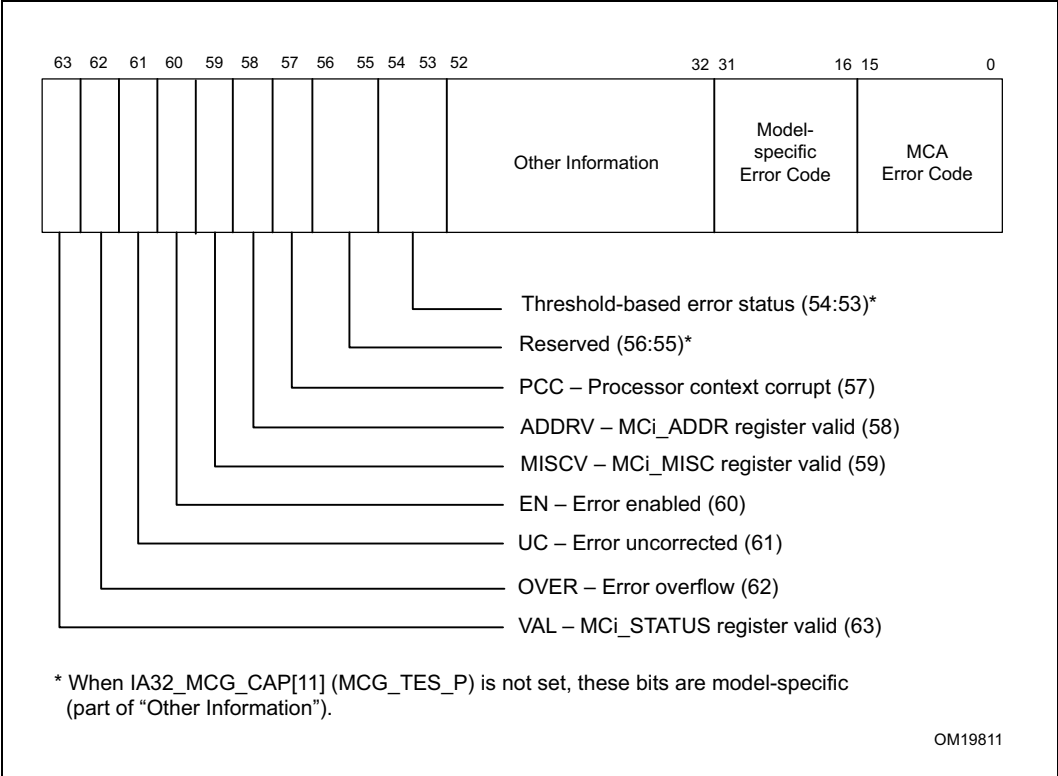 63 62 61 60 59 58 57 56 55 54 53 52 32 31 16 15 0
Other Information
Model-
specific
Error Code
MCA
Error Code
Threshold-based error status (54:53)*
Reserved (56:55)*
PCC – Processor context corrupt (57)
ADDRV – MCi_ADDR register valid (58)
MISCV – MCi_MISC register valid (59)
EN – Error enabled (60)
UC – Error uncorrected (61)
OVER – Error overflow (62)
VAL – MCi_STATUS register valid (63)
* When IA32_MCG_CAP[11] (MCG_TES_P) is not set, these bits are model-specific
(part of “Other Information”).
OM19811